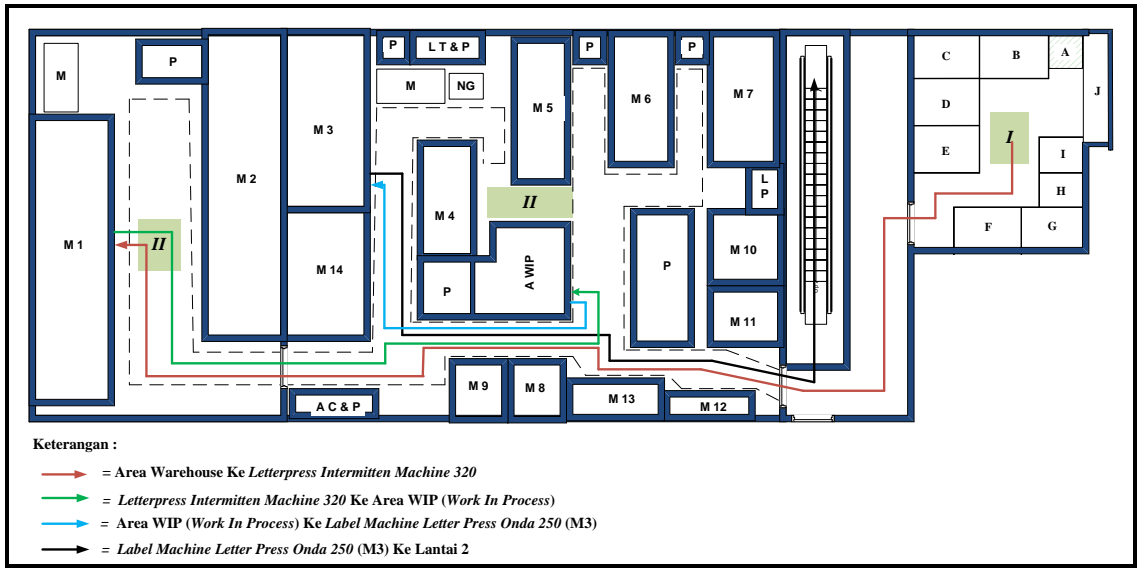 M
P
M 1
II
M 2
M 3
M 14
A C & P
P
L T & P
M
NG
M 5
M 4
II
P
A WIP
M 9
M 8
M 13
M 12
P
M 6
P
M 7
L
P
P
M 10
M 11
C
B
A
J
D
I
E
I
H
F
G
Keterangan :
= Area Warehouse Ke Letterpress Intermitten Machine 320
= Letterpress Intermitten Machine 320 Ke Area WIP (Work In Process)
= Area WIP (Work In Process) Ke Label Machine Letter Press Onda 250 (M3)
= Label Machine Letter Press Onda 250 (M3) Ke Lantai 2